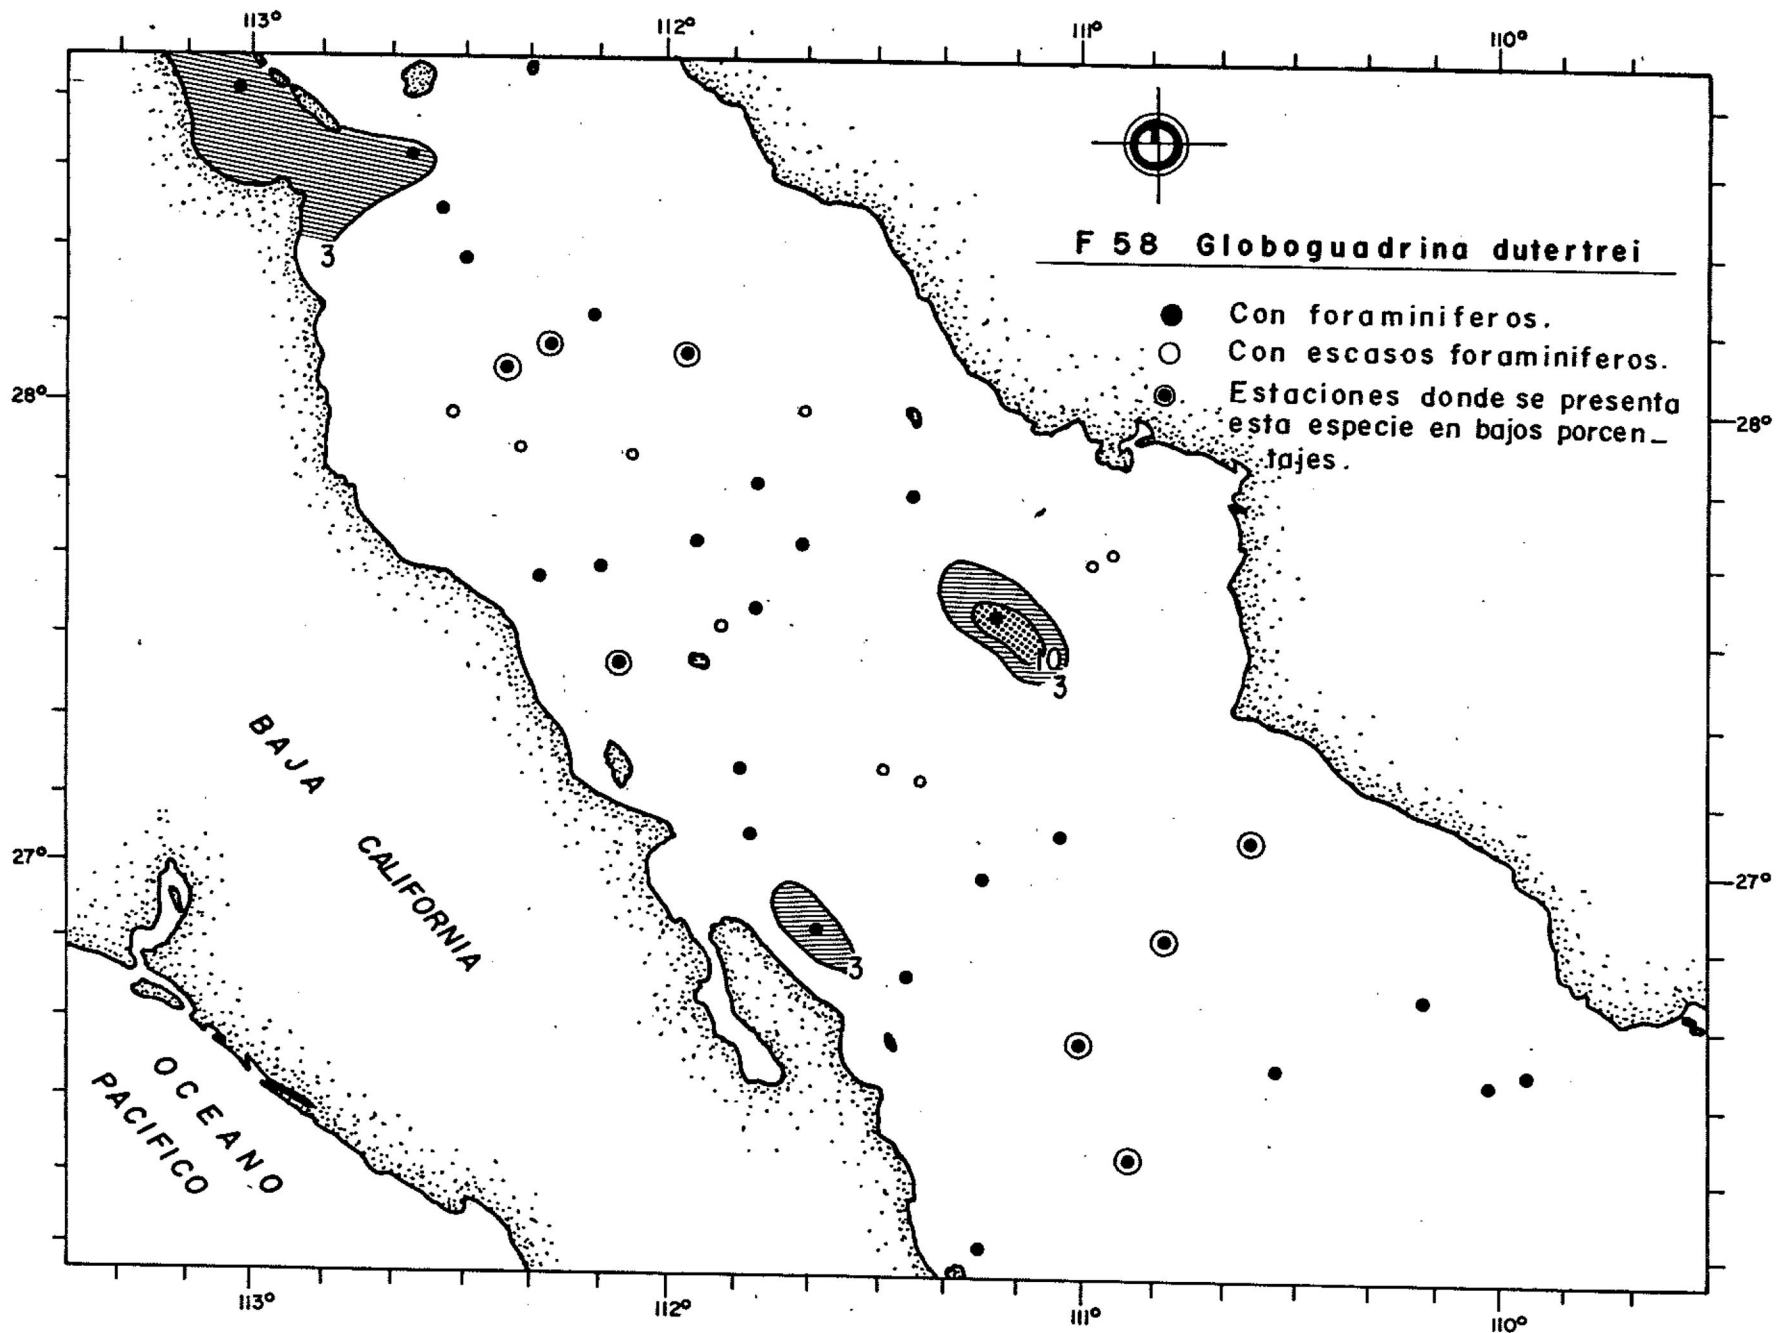 113°
112°
111°
110°
F 58 Globoguadrina dutertrei
Con foraminiferos.
Con escasos foraminiferos.
Estaciones donde se presenta
esta especie en bajos porcen_
tajes.
3
28°
28°
10
3
BAJA
CALIFORNIA
27°
27°
3
OCEANO
PACIFICO
113°
112°
111°
110°